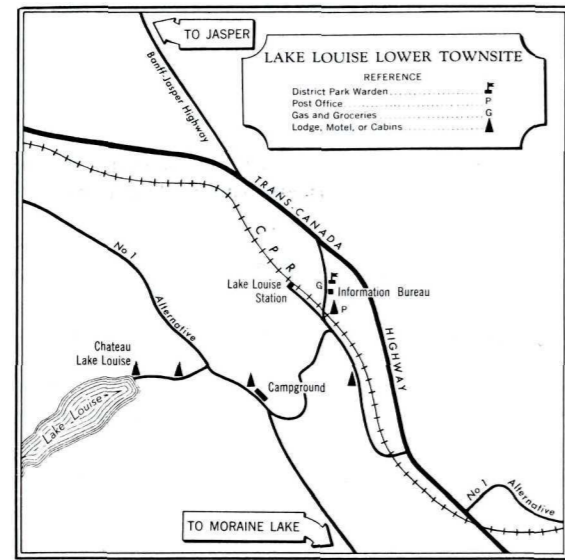 TO JASPER
Banff-Jasper Highway
LAKE LOUISE LOWER TOWNSITE
REFERENCE
District Park Warden
Post Office P
Gas and Groceries G
Lodge, Motel, or Cabins
TRANS-CANADA
HIGHWAY
C P R
No 1
Alternative
Lake Louise
Station
G
Information Bureau
P
Chateau
Lake Louise
Campground
Lake Louise
No 1
Alternative
TO MORAINE LAKE